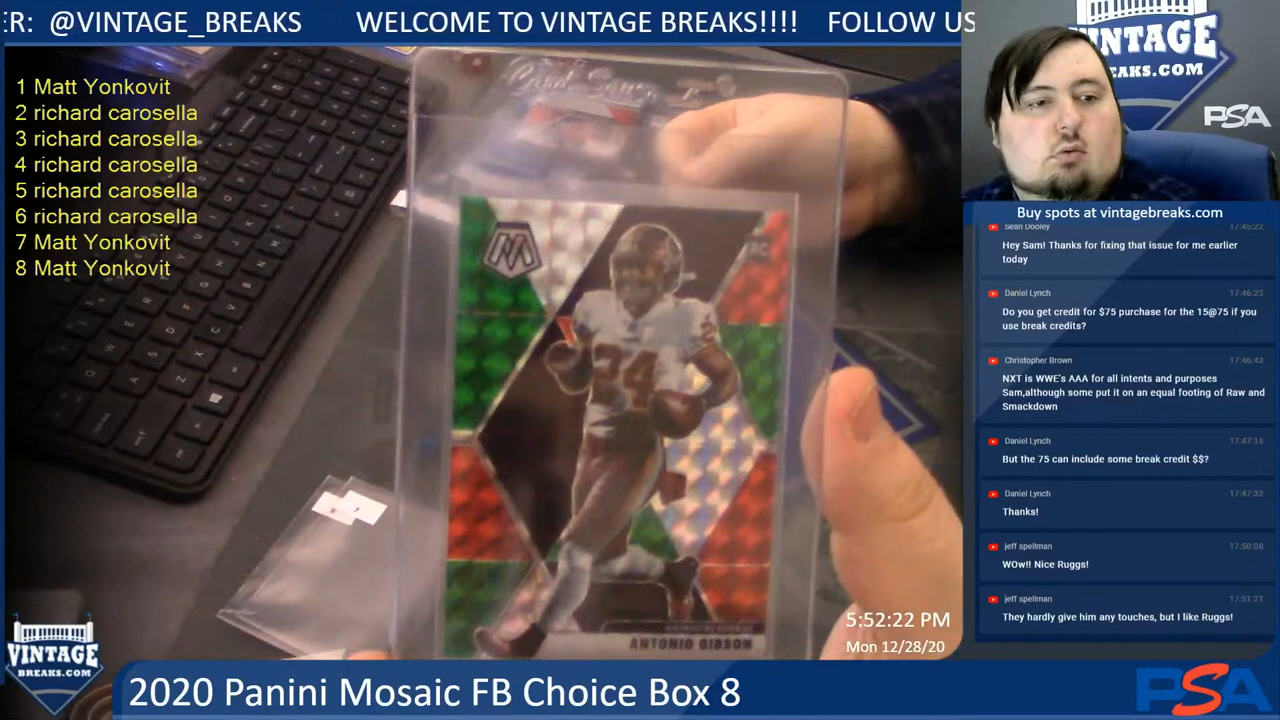 ER: @VINTAGE_BREAKS WELCOME TO VINTAGE BREAKS!!!! FOLLOW US
1 Matt Yonkovit
2 richard carosella
3 richard carosella
4 richard carosella
5 richard carosella
6 richard carosella
7 Matt Yonkovit
8 Matt Yonkovit
VINTAGE
BREAKS.COM
PSA
Buy spots at vintagebreaks.com
Sean Dooley 17:45:22
Hey Sam! Thanks for fixing that issue for me earlier
today
Daniel Lynch 17:46:23
Do you get credit for $75 purchase for the 15@75 if you
use break credits?
Christopher Brown 17:46:43
NXT is WWE's AAA for all intents and purposes
Sam,although some put it on an equal footing of Raw and
Smackdown
Daniel Lynch 17:47:16
But the 75 can include some break credit $$?
Daniel Lynch 17:47:32
Thanks!
jeff spellman 17:50:08
WOw!! Nice Ruggs!
jeff spellman 17:51:21
They hardly give him any touches, but I like Ruggs!
M
RC
24
ANTONIO GIBSON
5:52:22 PM
Mon 12/28/20
VINTAGE
BREAKS.COM
2020 Panini Mosaic FB Choice Box 8
PSA